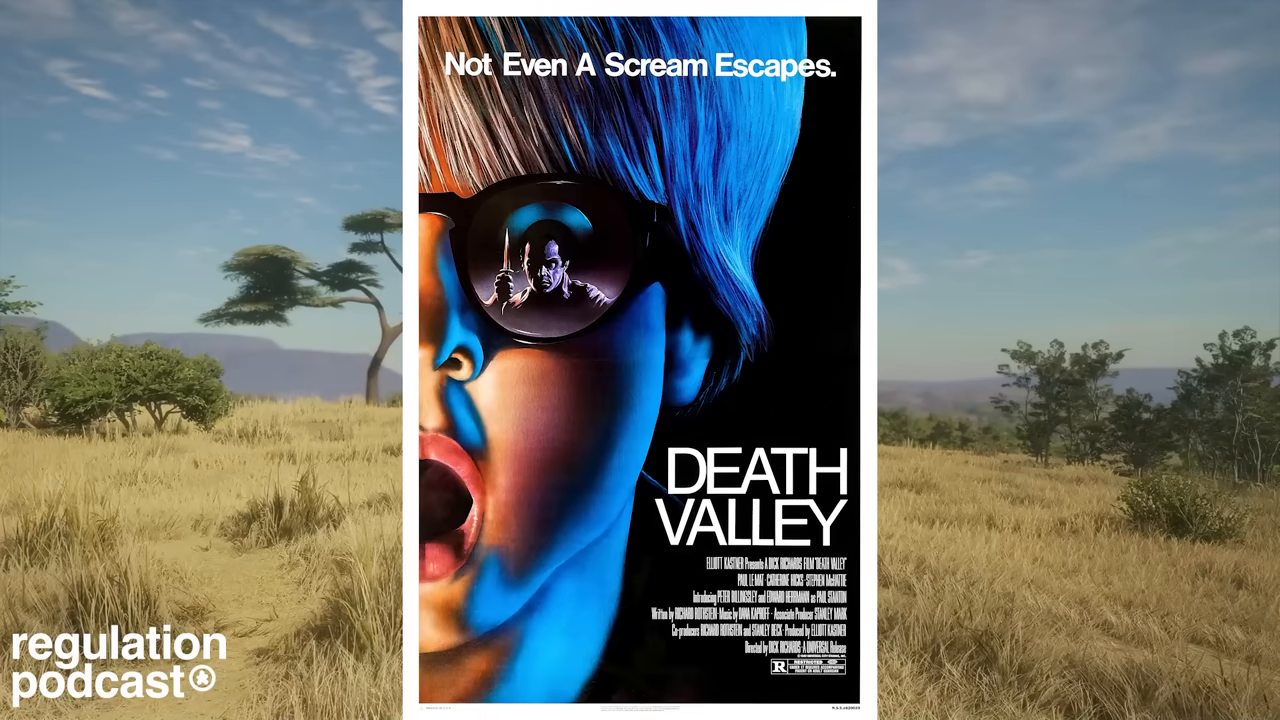 Not Even A Scream Escapes.
DEATH
VALLEY
ELLIOTT KASTNER Presents A DICK RICHARDS FILM "DEATH VALLEY"
PAUL LE MAT · CATHERINE HICKS · STEPHEN McHATTIE
Introducing PETER BILLINGSLEY and EDWARD HERRMANN as PAUL STANTON
Written by RICHARD ROTHSTEIN · Music by DANA KAPROFF · Associate Producer STANLEY MARK
Co-producers RICHARD ROTHSTEIN and STANLEY BECK · Produced by ELLIOTT KASTNER
Directed by DICK RICHARDS · A UNIVERSAL Release
R RESTRICTED
regulation
podcast